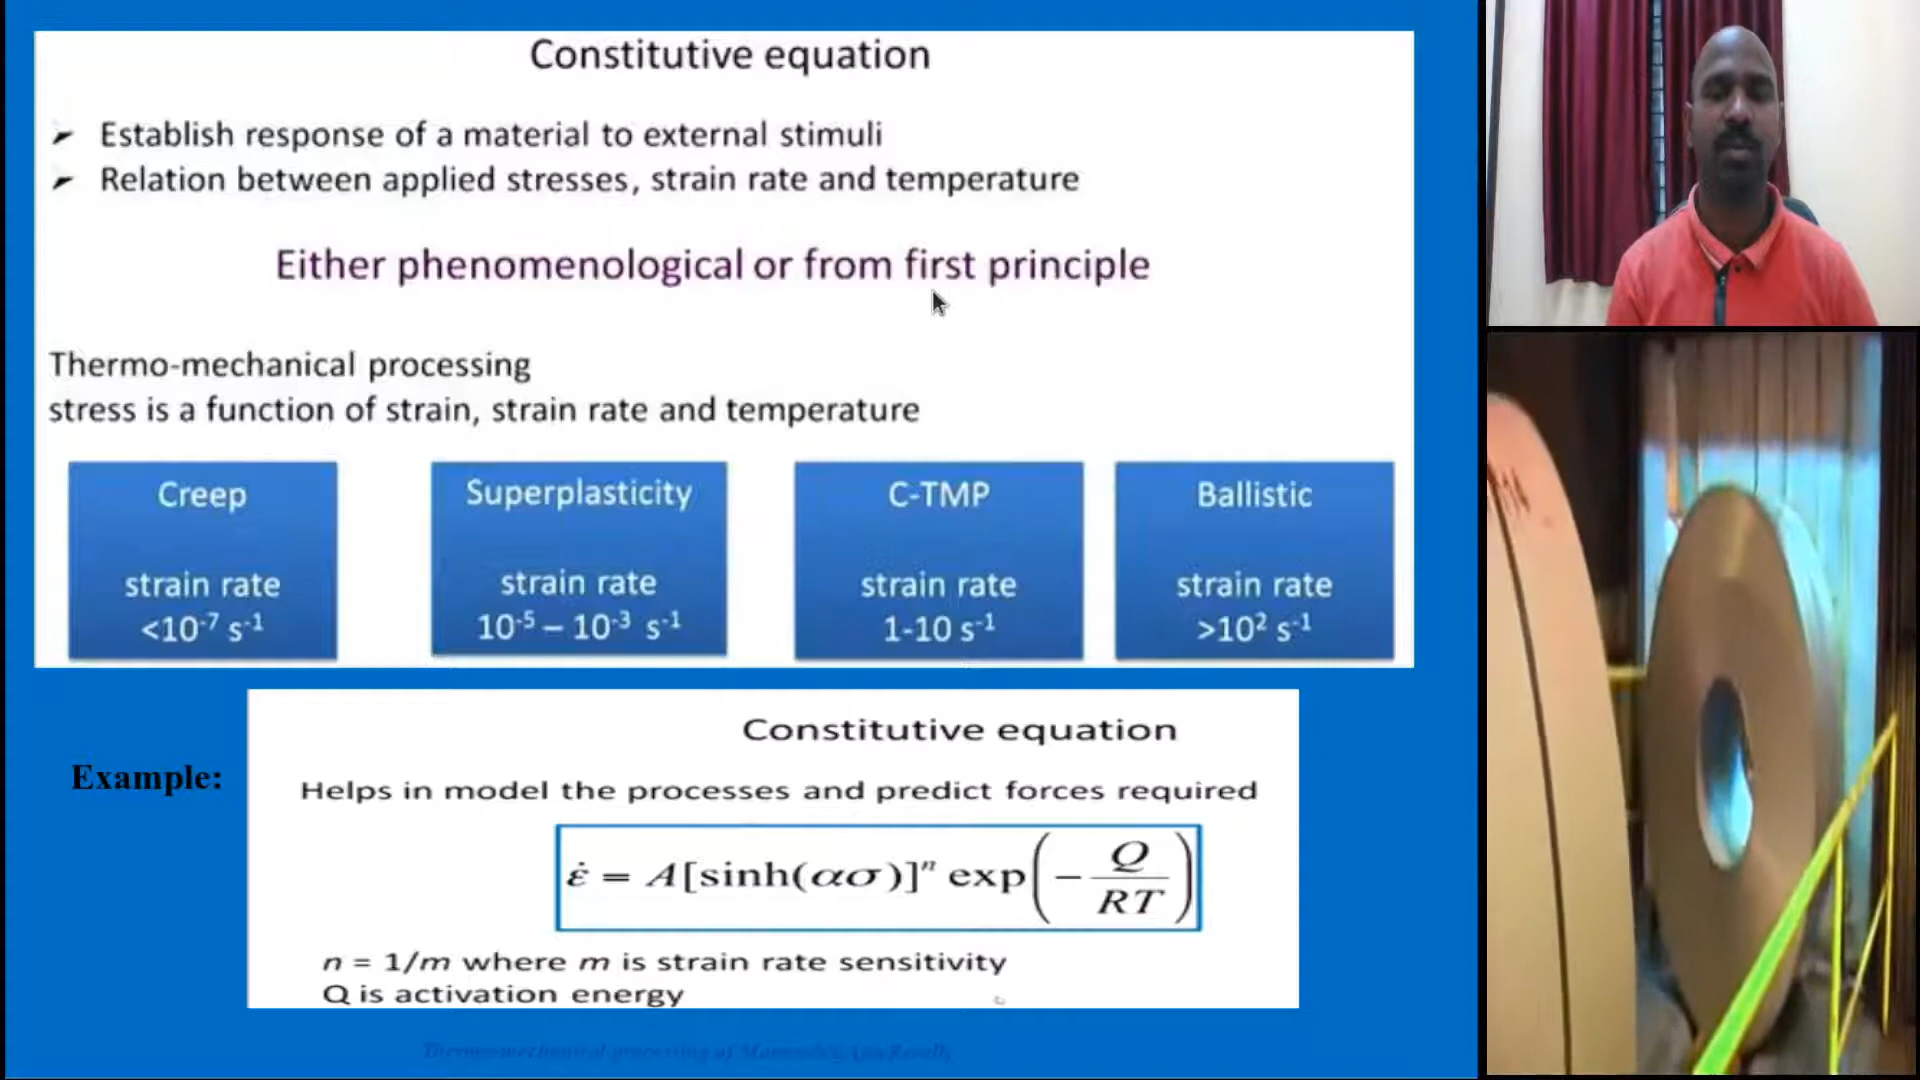 Constitutive equation
➢ Establish response of a material to external stimuli
➢ Relation between applied stresses, strain rate and temperature
Either phenomenological or from first principle
Thermo-mechanical processing
stress is a function of strain, strain rate and temperature
Creep
strain rate
<10⁻⁷ s⁻¹
Superplasticity
strain rate
10⁻⁵ – 10⁻³ s⁻¹
C-TMP
strain rate
1-10 s⁻¹
Ballistic
strain rate
>10² s⁻¹
Example:
Constitutive equation
Helps in model the processes and predict forces required
ε̇ = A[sinh(ασ)]ⁿ exp(−Q/RT)
n = 1/m where m is strain rate sensitivity
Q is activation energy
Thermomechanical processing of